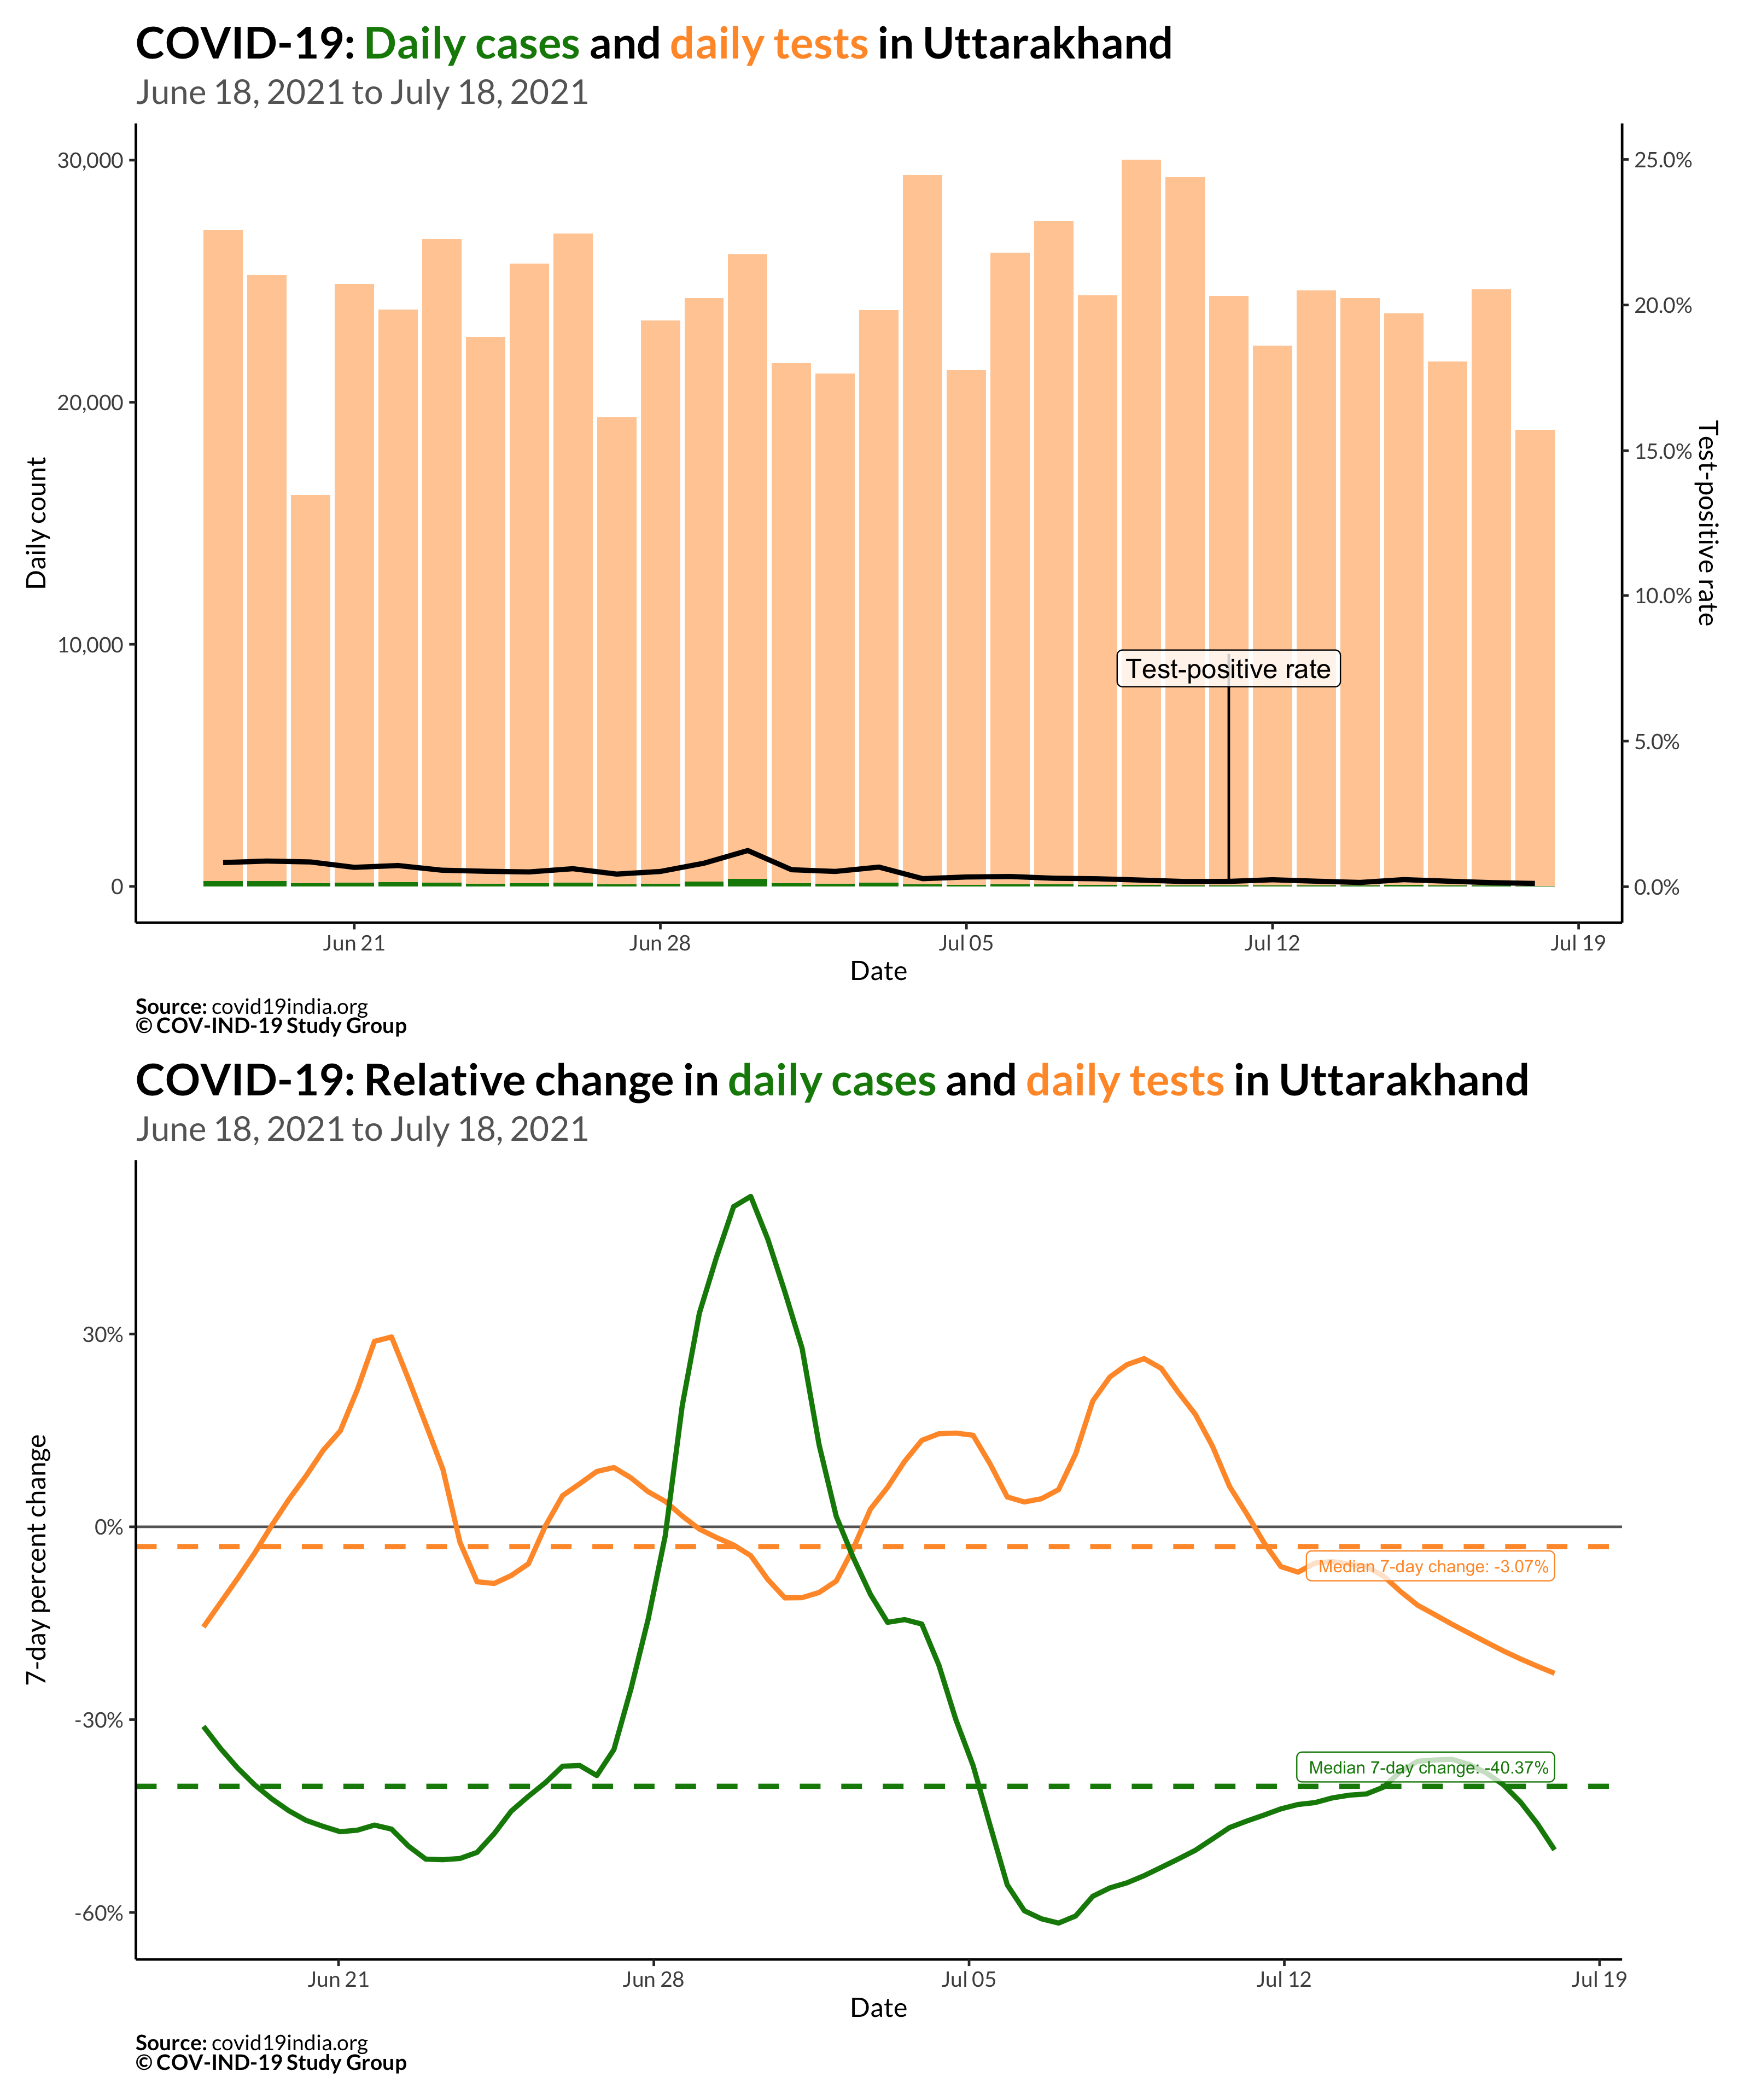 COVID-19: Daily cases and daily tests in Uttarakhand
June 18, 2021 to July 18, 2021
30,000
20,000
10,000
0
Daily count
25.0%
20.0%
15.0%
10.0%
5.0%
0.0%
Test-positive rate
Test-positive rate
Jun 21
Jun 28
Jul 05
Jul 12
Jul 19
Date
Source: covid19india.org
© COV-IND-19 Study Group
COVID-19: Relative change in daily cases and daily tests in Uttarakhand
June 18, 2021 to July 18, 2021
30%
0%
-30%
-60%
7-day percent change
Median 7-day change: -3.07%
Median 7-day change: -40.37%
Jun 21
Jun 28
Jul 05
Jul 12
Jul 19
Date
Source: covid19india.org
© COV-IND-19 Study Group